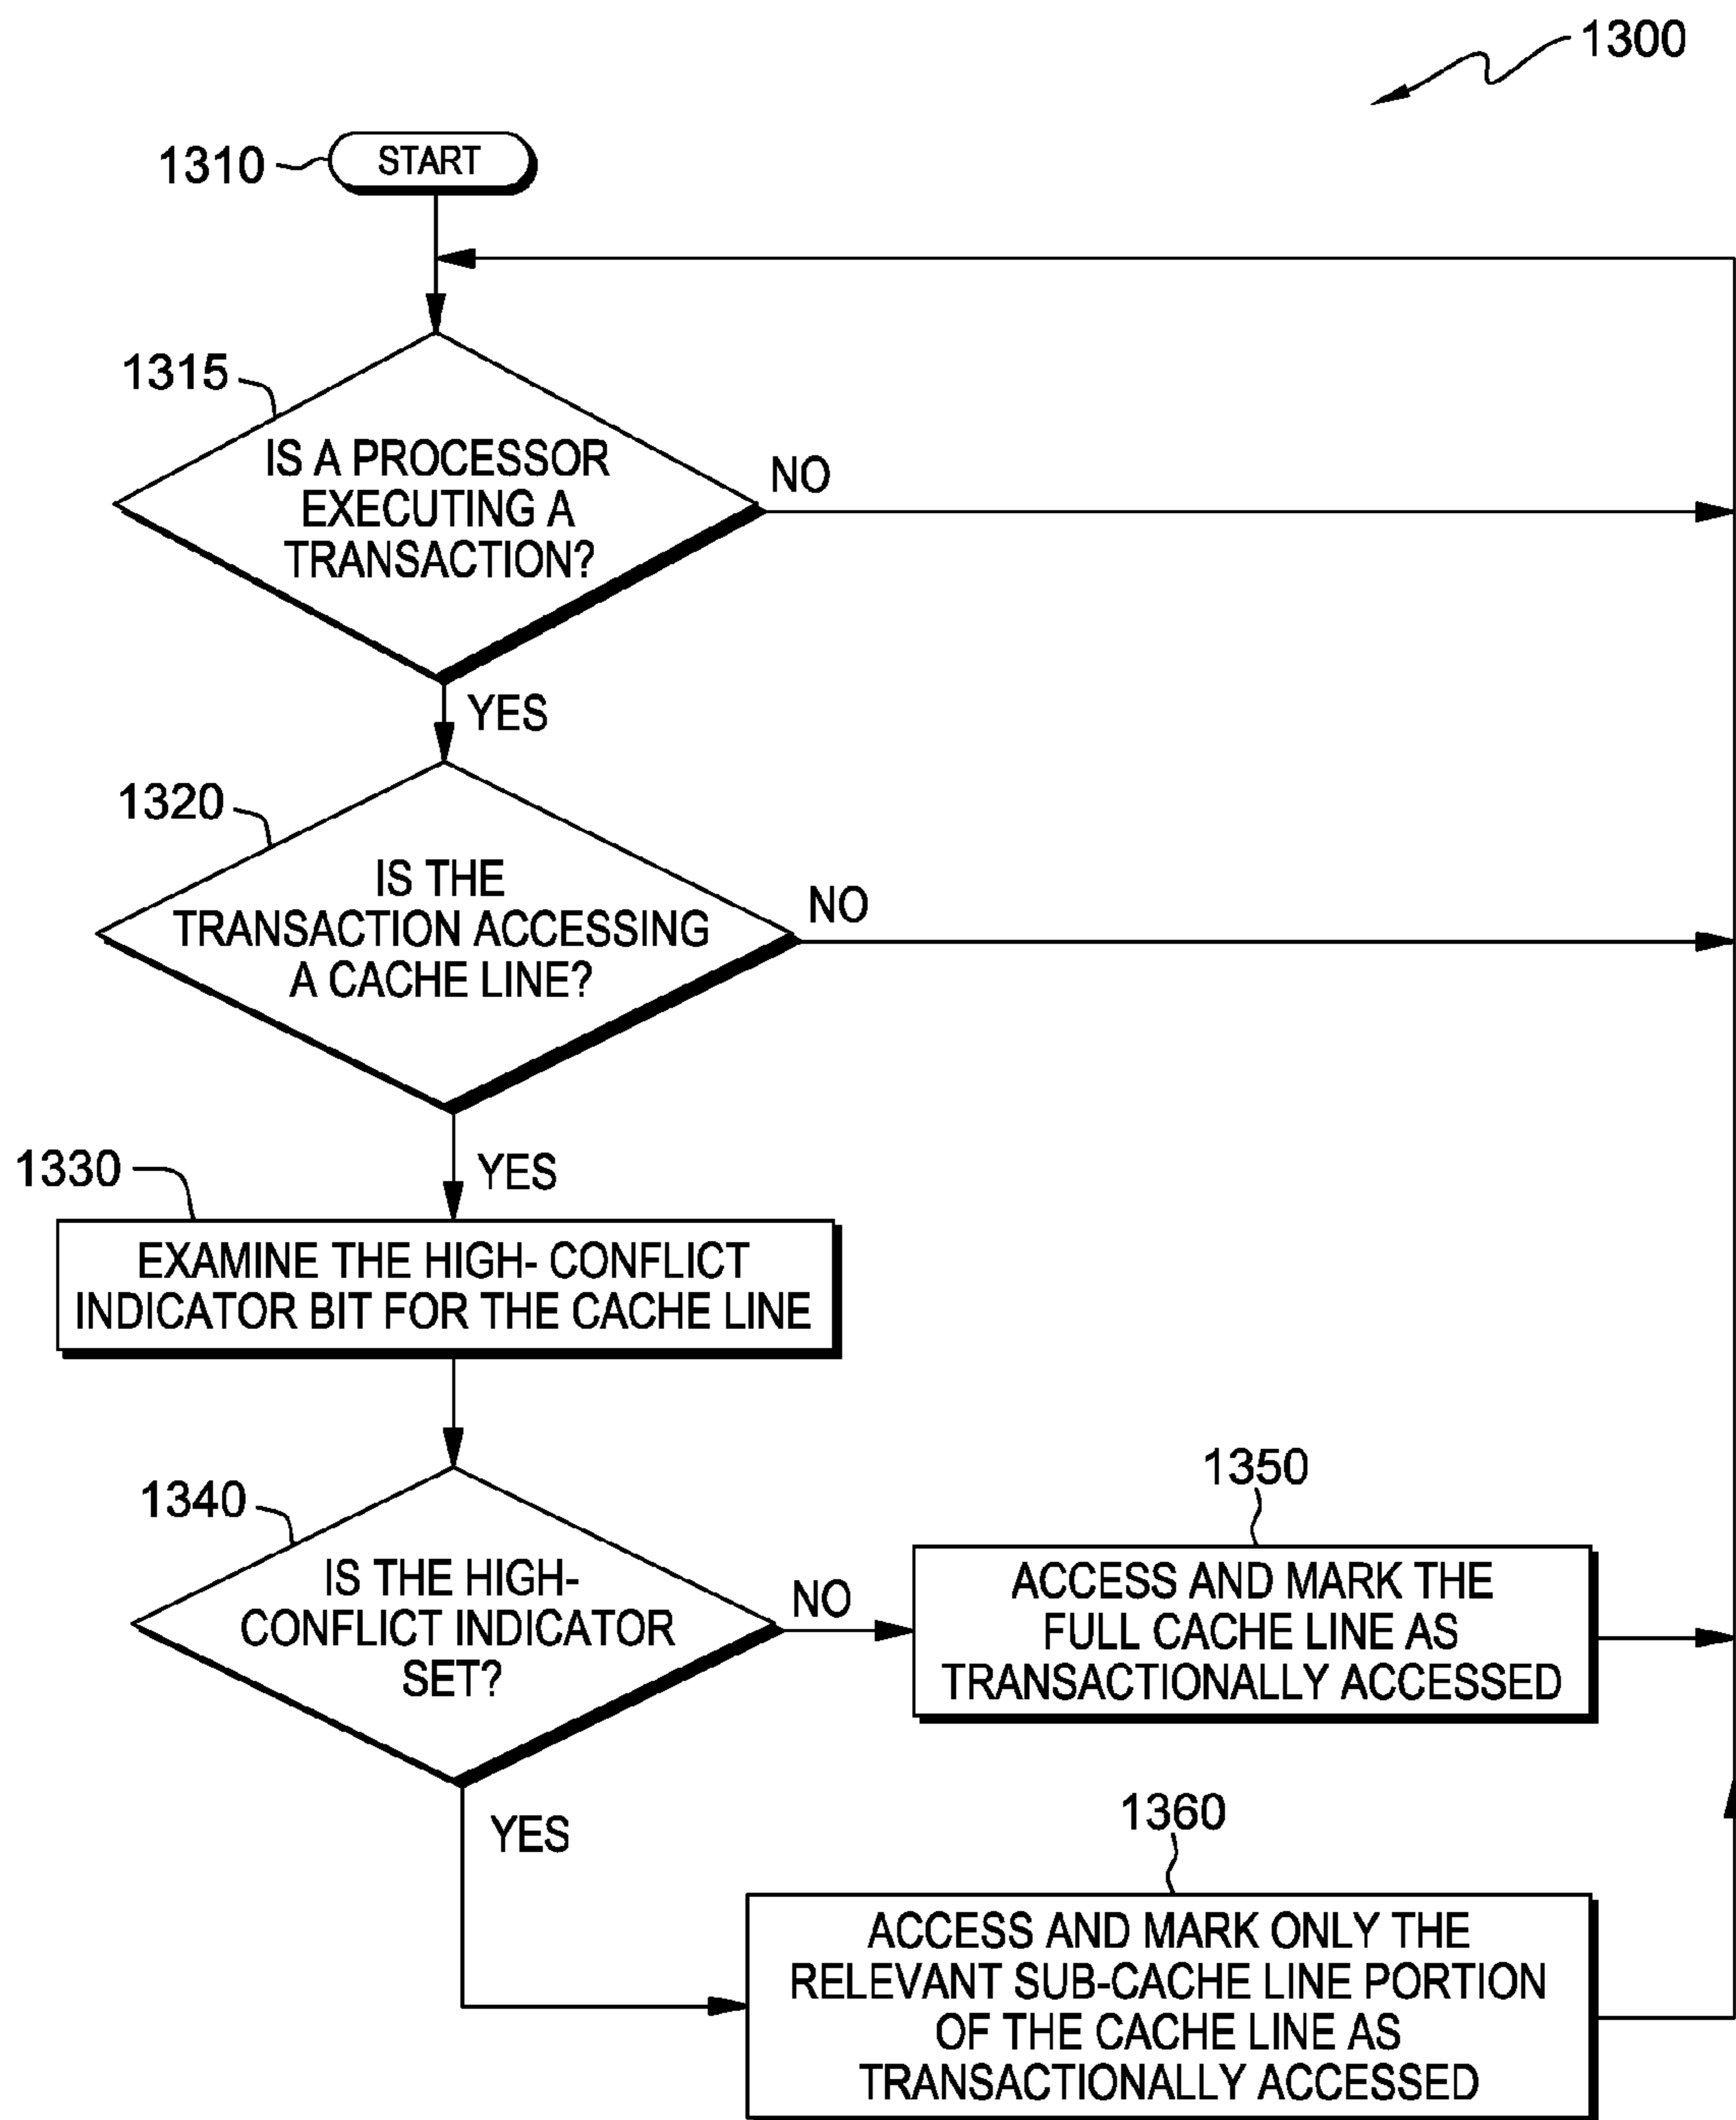 1300
1310
START
1315
IS A PROCESSOR
EXECUTING A
TRANSACTION?
NO
YES
1320
IS THE
TRANSACTION ACCESSING
A CACHE LINE?
NO
YES
1330
EXAMINE THE HIGH- CONFLICT
INDICATOR BIT FOR THE CACHE LINE
1340
IS THE HIGH-
CONFLICT INDICATOR
SET?
NO
1350
ACCESS AND MARK THE
FULL CACHE LINE AS
TRANSACTIONALLY ACCESSED
YES
1360
ACCESS AND MARK ONLY THE
RELEVANT SUB-CACHE LINE PORTION
OF THE CACHE LINE AS
TRANSACTIONALLY ACCESSED